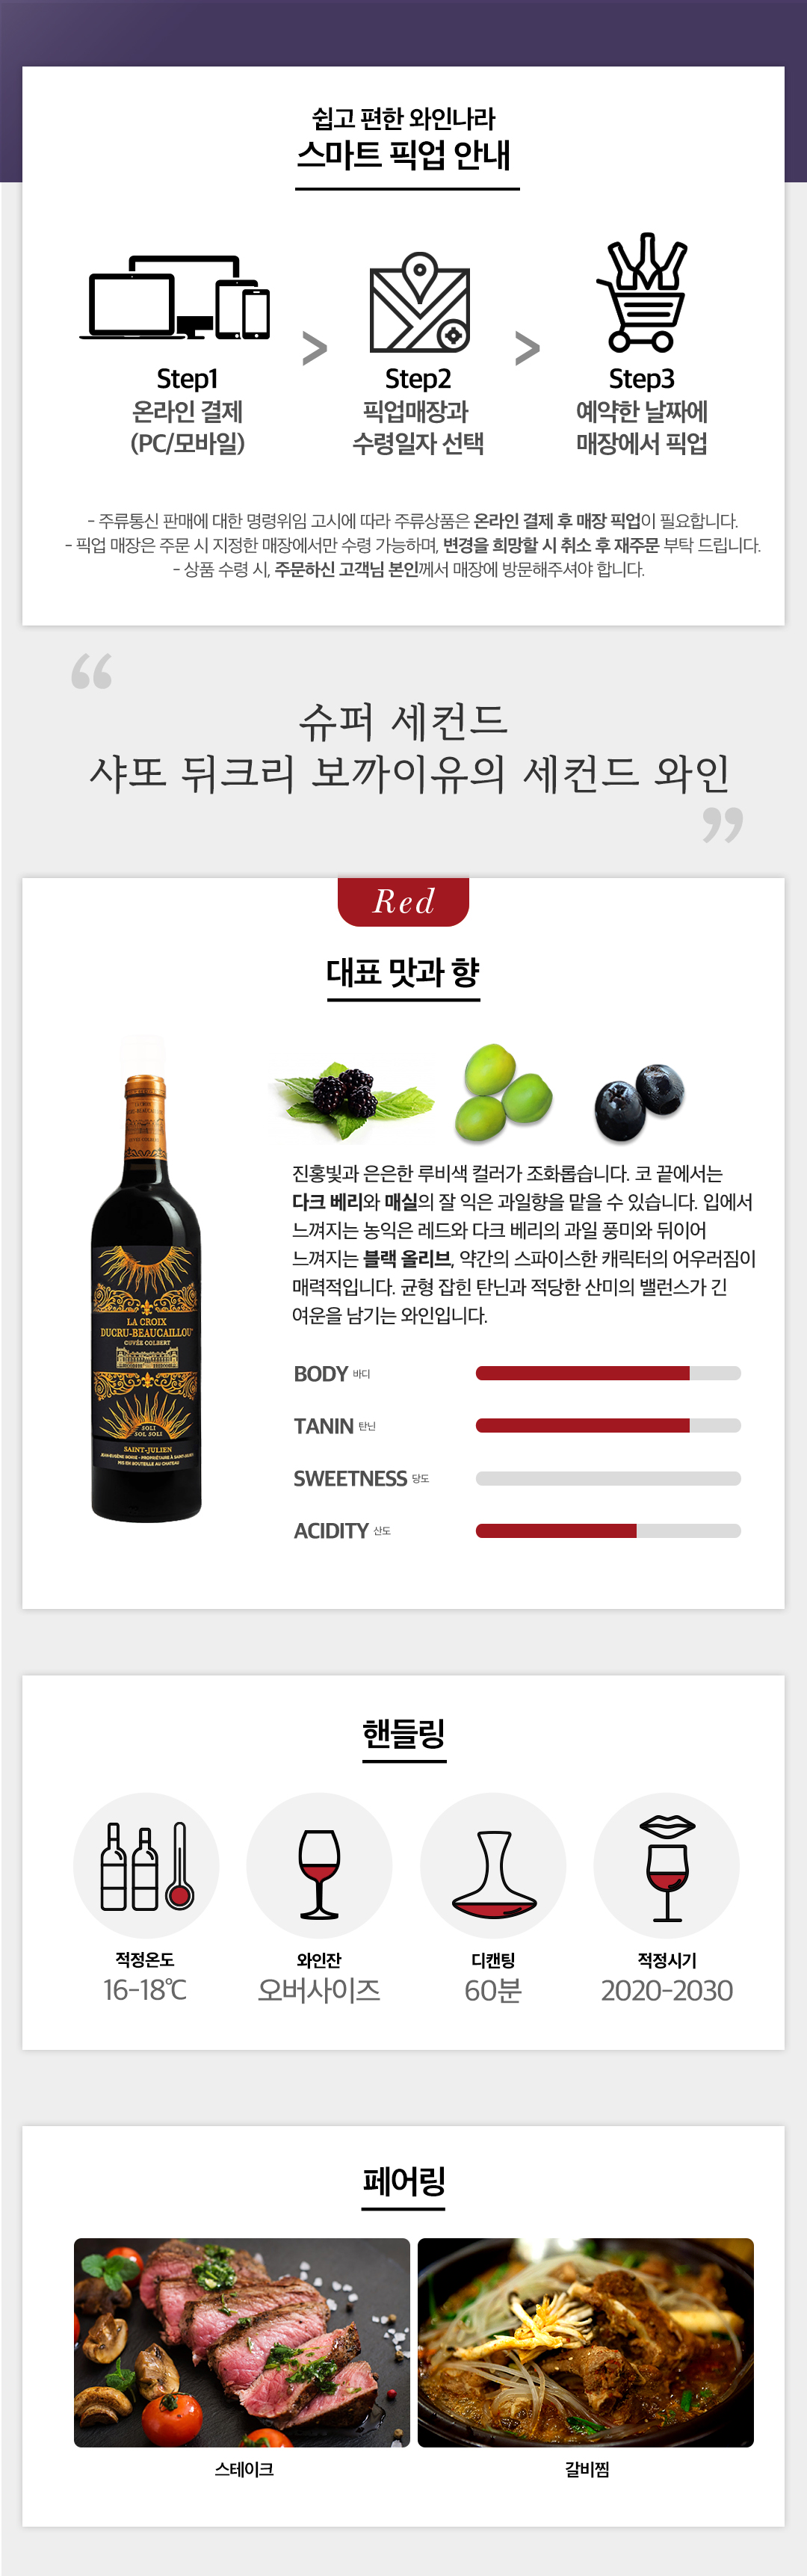 쉽고 편한 와인나라
스마트 픽업 안내
Step1
온라인 결제
(PC/모바일)
>
Step2
픽업매장과
수령일자 선택
>
Step3
예약한 날짜에
매장에서 픽업
- 주류통신 판매에 대한 명령위임 고시에 따라 주류상품은 온라인 결제 후 매장 픽업이 필요합니다.
- 픽업 매장은 주문 시 지정한 매장에서만 수령 가능하며, 변경을 희망할 시 취소 후 재주문 부탁 드립니다.
- 상품 수령 시, 주문하신 고객님 본인께서 매장에 방문해주셔야 합니다.
“
슈퍼 세컨드
샤또 뒤크리 보까이유의 세컨드 와인
”
Red
대표 맛과 향
진홍빛과 은은한 루비색 컬러가 조화롭습니다. 코 끝에서는
다크 베리와 매실의 잘 익은 과일향을 맡을 수 있습니다. 입에서
느껴지는 농익은 레드와 다크 베리의 과일 풍미와 뒤이어
느껴지는 블랙 올리브, 약간의 스파이스한 캐릭터의 어우러짐이
매력적입니다. 균형 잡힌 탄닌과 적당한 산미의 밸런스가 긴
여운을 남기는 와인입니다.
LA CROIX
DUCRU-BEAUCAILLOU
CUVÉE COLBERT
SOLI
SOL SOLI
SAINT-JULIEN
MIS EN BOUTEILLE AU CHATEAU
BODY 바디
TANIN 탄닌
SWEETNESS 당도
ACIDITY 산도
핸들링
적정온도
16-18℃
와인잔
오버사이즈
디캔팅
60분
적정시기
2020-2030
페어링
스테이크
갈비찜